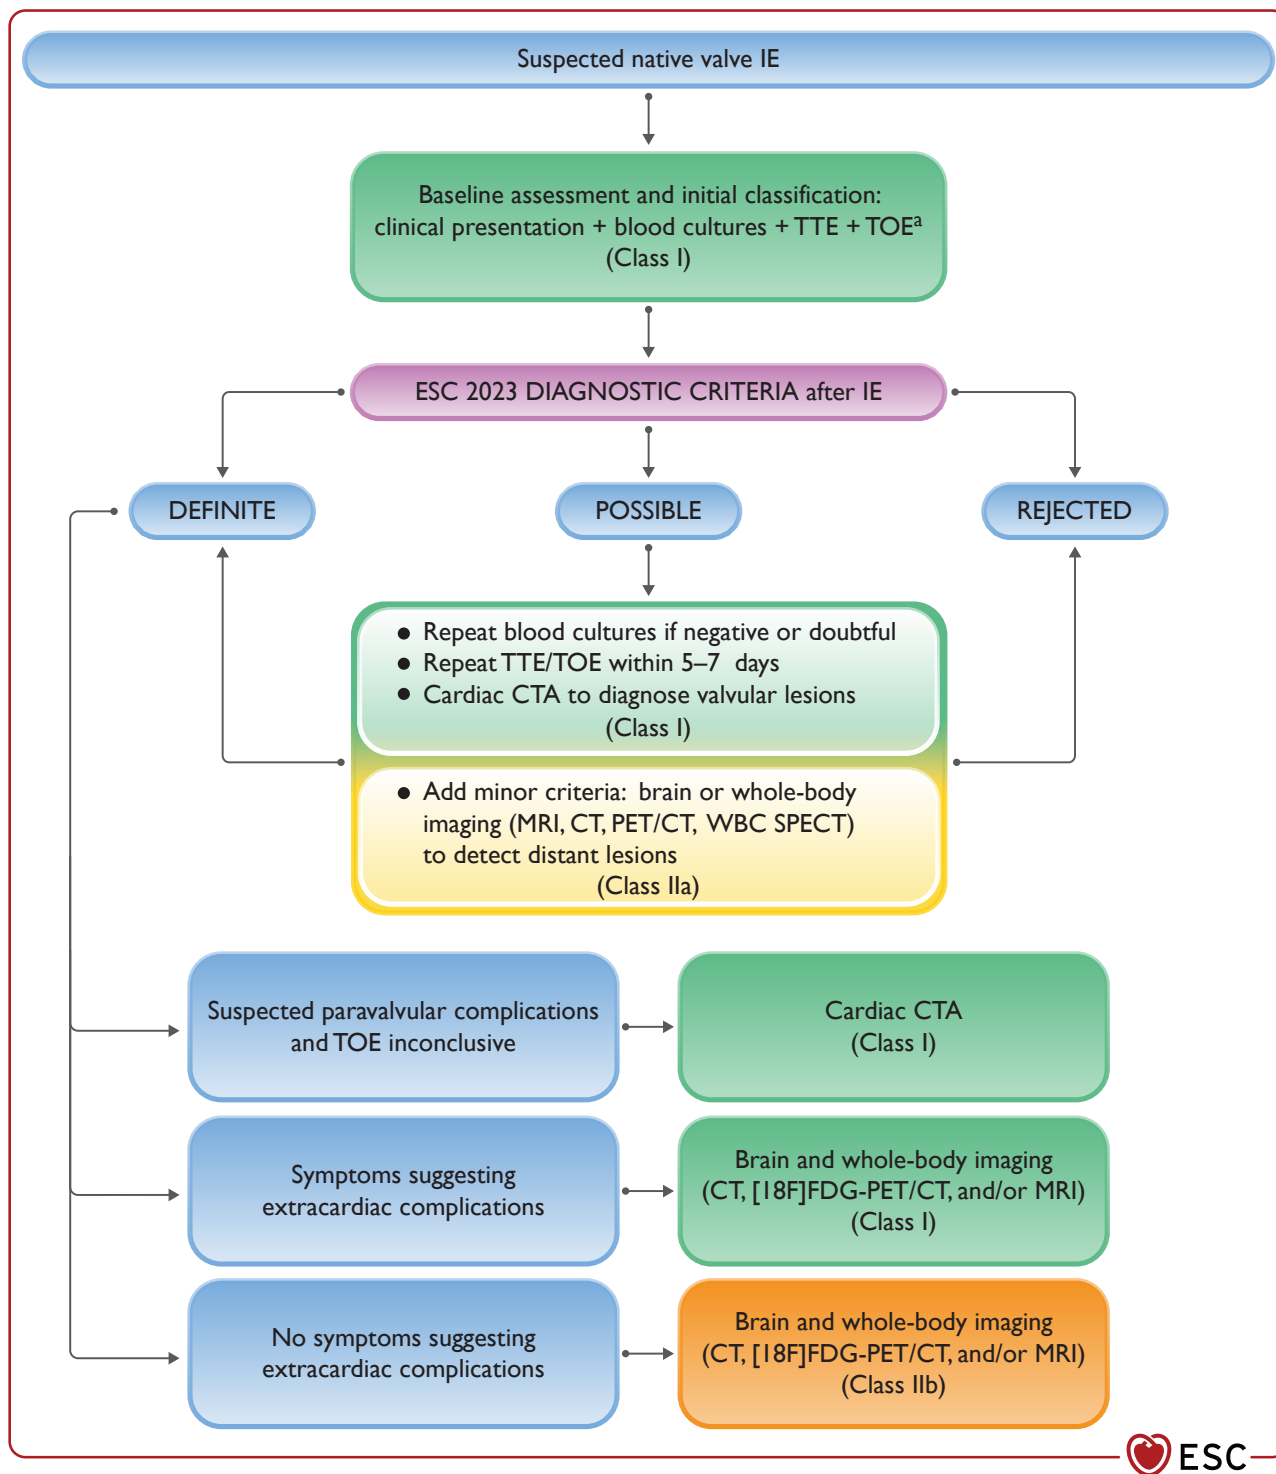 Suspected native valve IE
Baseline assessment and initial classification:
clinical presentation + blood cultures + TTE + TOEa
(Class I)
ESC 2023 DIAGNOSTIC CRITERIA after IE
DEFINITE
POSSIBLE
REJECTED
● Repeat blood cultures if negative or doubtful
● Repeat TTE/TOE within 5–7 days
● Cardiac CTA to diagnose valvular lesions
(Class I)
● Add minor criteria: brain or whole-body
imaging (MRI, CT, PET/CT, WBC SPECT)
to detect distant lesions
(Class IIa)
Suspected paravalvular complications
and TOE inconclusive
Cardiac CTA
(Class I)
Symptoms suggesting
extracardiac complications
Brain and whole-body imaging
(CT, [18F]FDG-PET/CT, and/or MRI)
(Class I)
No symptoms suggesting
extracardiac complications
Brain and whole-body imaging
(CT, [18F]FDG-PET/CT, and/or MRI)
(Class IIb)
ESC